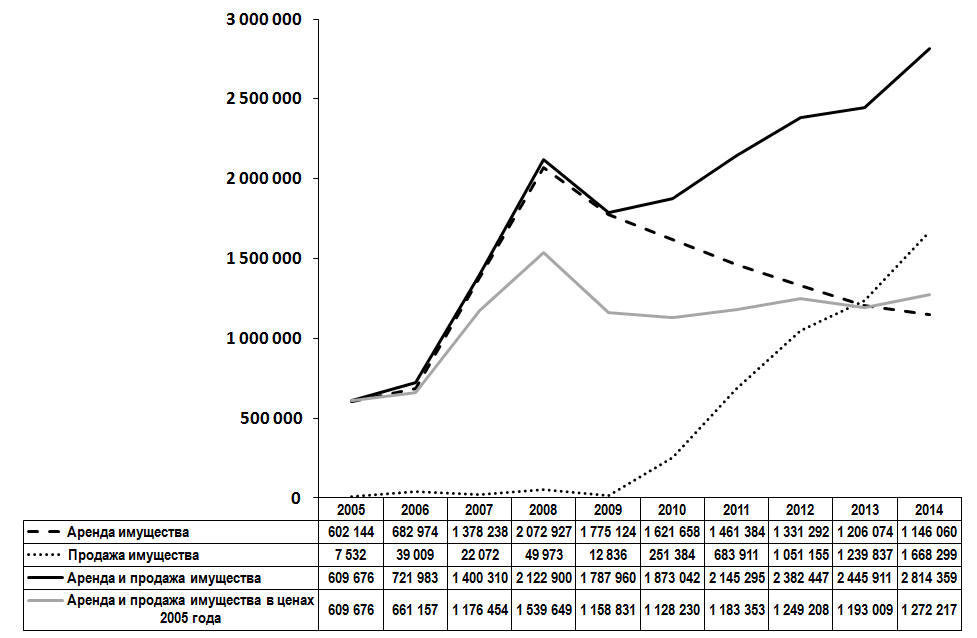 3 000 000
2 500 000
2 000 000
1 500 000
1 000 000
500 000
0
2005 2006 2007 2008 2009 2010 2011 2012 2013 2014
Аренда имущества 602 144 682 974 1 378 238 2 072 927 1 775 124 1 621 658 1 461 384 1 331 292 1 206 074 1 146 060
Продажа имущества 7 532 39 009 22 072 49 973 12 836 251 384 683 911 1 051 155 1 239 837 1 668 299
Аренда и продажа имущества 609 676 721 983 1 400 310 2 122 900 1 787 960 1 873 042 2 145 295 2 382 447 2 445 911 2 814 359
Аренда и продажа имущества в ценах
2005 года 609 676 661 157 1 176 454 1 539 649 1 158 831 1 128 230 1 183 353 1 249 208 1 193 009 1 272 217